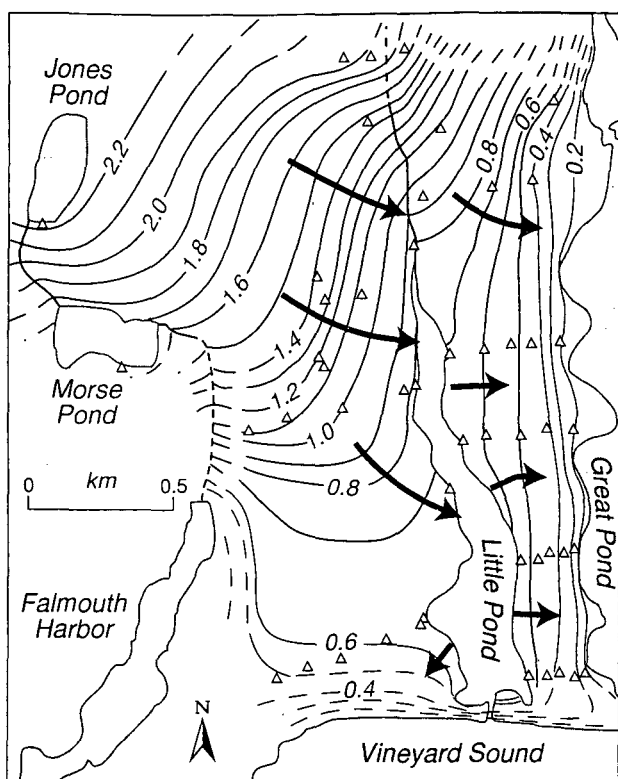 Jones
Pond
2.2
2.0
1.8
1.6
1.4
1.2
1.0
0.8
0.8
0.6
0.4
0.2
Morse
Pond
0 km 0.5
Great Pond
Little Pond
Falmouth
Harbor
0.6
0.4
N
Vineyard Sound